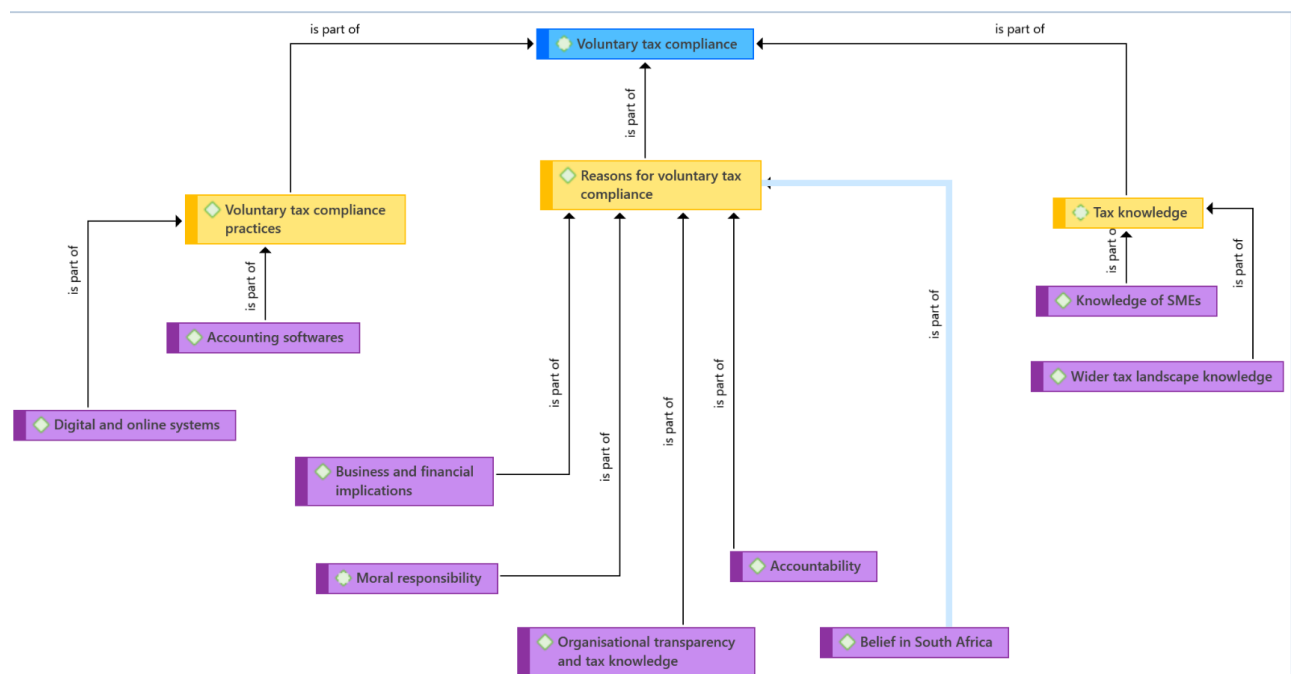 is part of
is part of
Voluntary tax compliance
is part of
Reasons for voluntary tax
compliance
Voluntary tax compliance
practices
Tax knowledge
is part of
is part of
is part of
is part of
Knowledge of SMEs
is part of
Accounting softwares
Wider tax landscape knowledge
is part of
is part of
is part of
is part of
Digital and online systems
Business and financial
implications
Accountability
Moral responsibility
Organisational transparency
and tax knowledge
Belief in South Africa